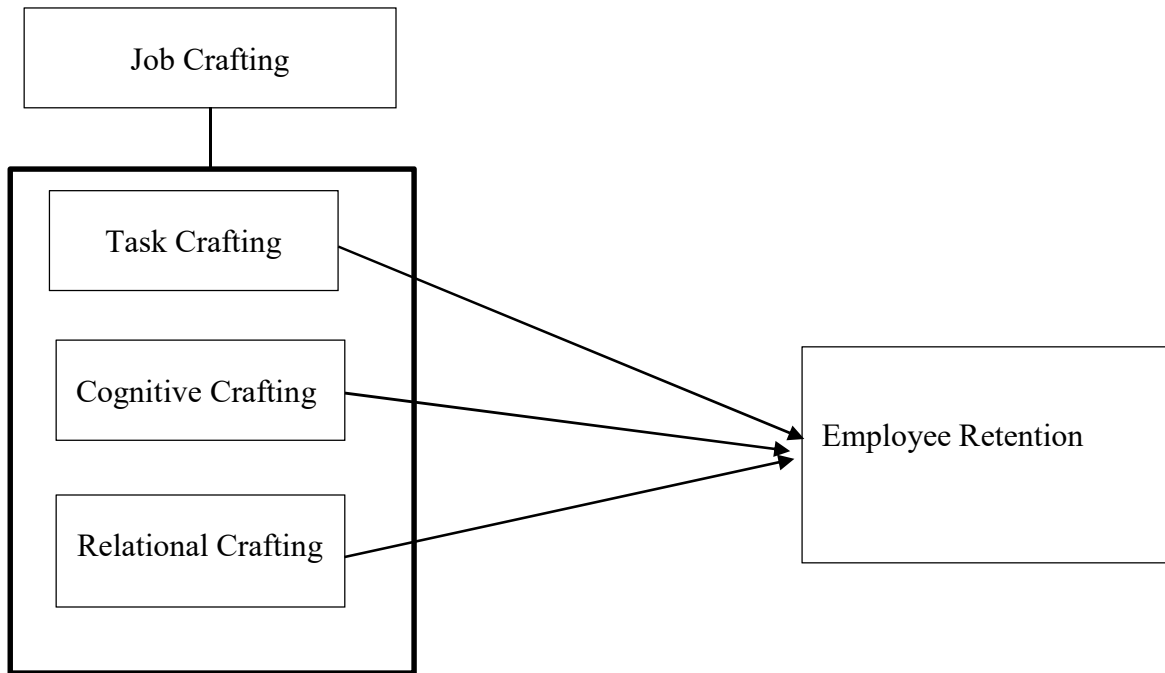 Job Crafting
Task Crafting
Cognitive Crafting
Employee Retention
Relational Crafting